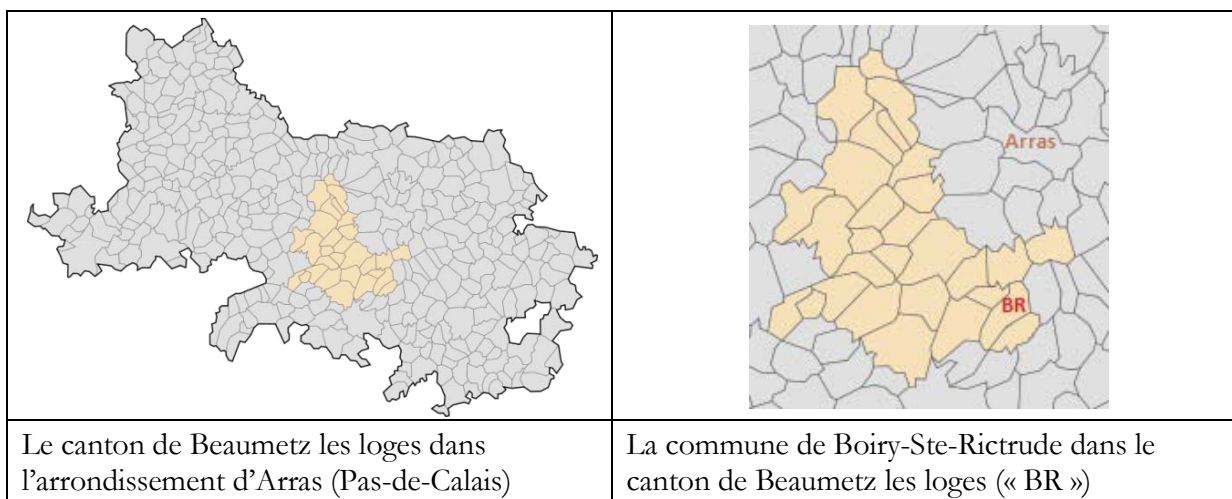 Arras
BR
Le canton de Beaumetz les loges dans
l'arrondissement d'Arras (Pas-de-Calais)
La commune de Boiry-Ste-Rictrude dans le
canton de Beaumetz les loges (« BR »)